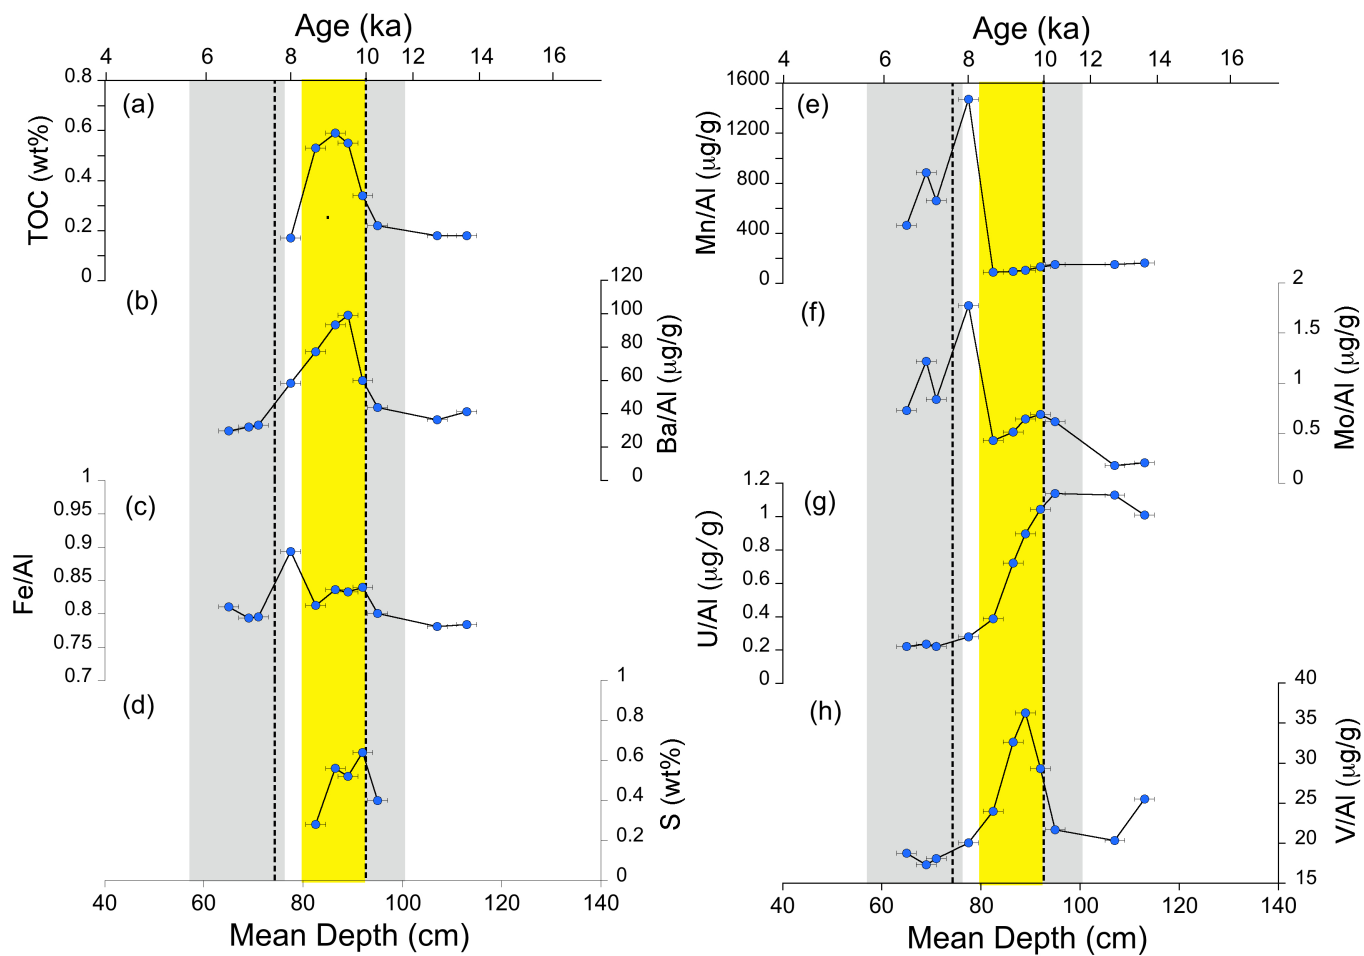 Age (ka)
4 6 8 10 12 14 16
0.8
0.6
0.4
0.2
0
TOC (wt%)
(a)
120
100
80
60
40
20
0
Ba/Al (µg/g)
(b)
1
0.95
0.9
0.85
0.8
0.75
0.7
Fe/Al
(c)
1
0.8
0.6
0.4
0.2
0
S (wt%)
(d)
40 60 80 100 120 140
Mean Depth (cm)
Age (ka)
4 6 8 10 12 14 16
1600
1200
800
400
0
Mn/Al (µg/g)
(e)
2
1.5
1
0.5
0
Mo/Al (µg/g)
(f)
1.2
1
0.8
0.6
0.4
0.2
0
U/Al (µg/g)
(g)
40
35
30
25
20
15
V/Al (µg/g)
(h)
40 60 80 100 120 140
Mean Depth (cm)